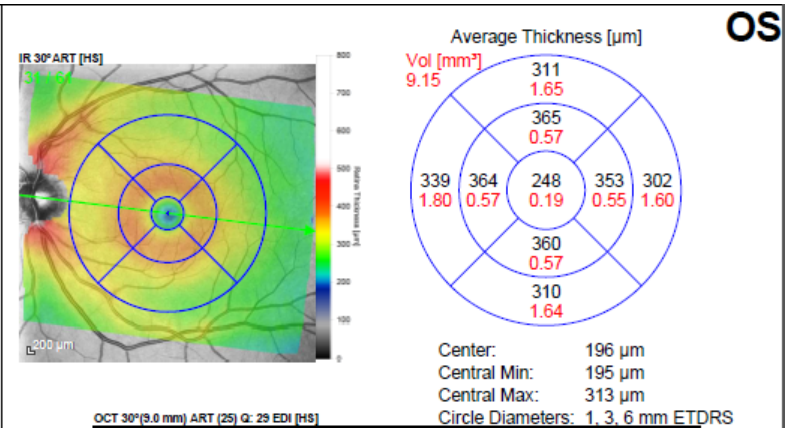 OS
IR 30° ART [HS]
Average Thickness [µm]
Vol [mm³]
9.15
311
1.65
365
0.57
339
1.80
364
0.57
248
0.19
353
0.55
302
1.60
360
0.57
310
1.64
800
700
600
500
400
300
200
100
0
Retina Thickness [µm]
200 µm
Center: 196 µm
Central Min: 195 µm
Central Max: 313 µm
Circle Diameters: 1, 3, 6 mm ETDRS
OCT 30° (9.0 mm) ART (25) Q: 29 EDI [HS]